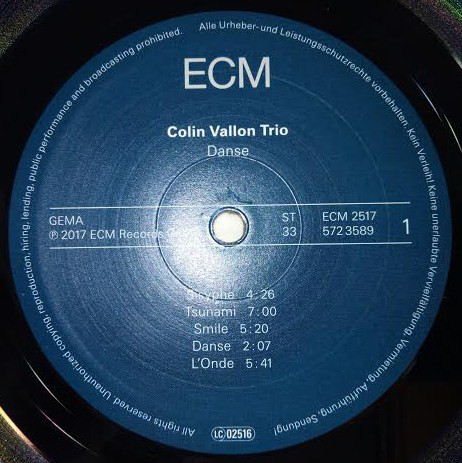 ECM
Colin Vallon Trio
Danse
GEMA
℗ 2017 ECM Records
ST
33
ECM 2517
572 3589
1
4:26
Tsunami 7:00
Smile 5:20
Danse 2:07
L'Onde 5:41
LC 02516
Alle Urheber- und Leistungsschutzrechte vorbehalten. Kein Verleih! Keine unerlaubte Vervielfältigung, Vermietung, Aufführung, Sendung!
All rights reserved. Unauthorized copying, reproduction, hiring, lending, public performance and broadcasting prohibited.